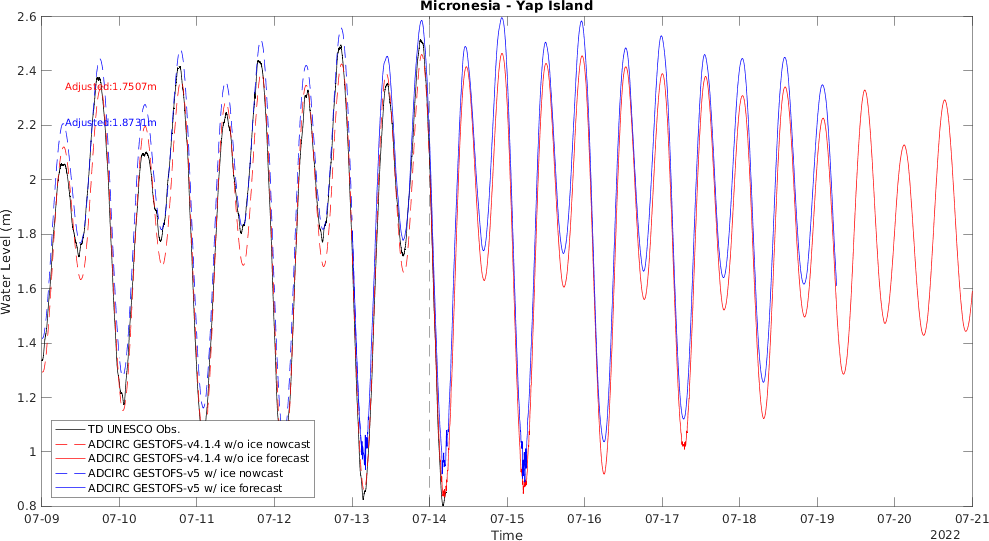 Micronesia - Yap Island
2.6
2.4
2.2
2
1.8
1.6
1.4
1.2
1
0.8
Water Level (m)
Adjusted:1.7507m
Adjusted:1.8731m
TD UNESCO Obs.
ADCIRC GESTOFS-v4.1.4 w/o ice nowcast
ADCIRC GESTOFS-v4.1.4 w/o ice forecast
ADCIRC GESTOFS-v5 w/ ice nowcast
ADCIRC GESTOFS-v5 w/ ice forecast
07-09 07-10 07-11 07-12 07-13 07-14 07-15 07-16 07-17 07-18 07-19 07-20 07-21
Time
2022